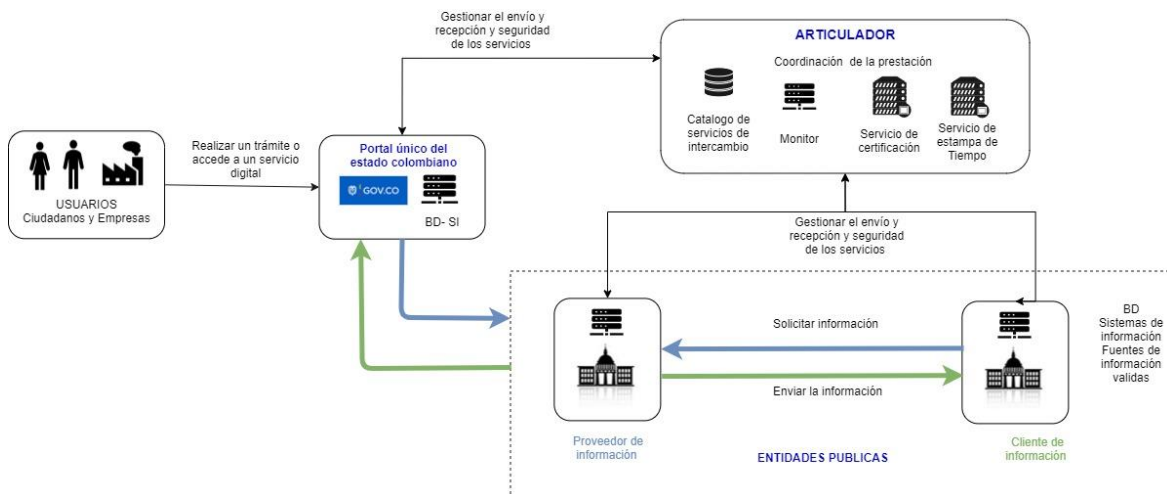 Gestionar el envío y
recepción y seguridad
de los servicios
ARTICULADOR
Coordinación de la prestación
Catalogo de
servicios de
intercambio
Monitor
Servicio de
certificación
Servicio de
estampa de
Tiempo
Realizar un trámite o
accede a un servicio
digital
Portal único del
estado colombiano
GOV.CO
BD- SI
USUARIOS
Ciudadanos y Empresas
Gestionar el envío y
recepción y seguridad
de los servicios
Solicitar información
Enviar la información
BD
Sistemas de
información
Fuentes de
información
validas
Proveedor de
información
Cliente de
información
ENTIDADES PUBLICAS